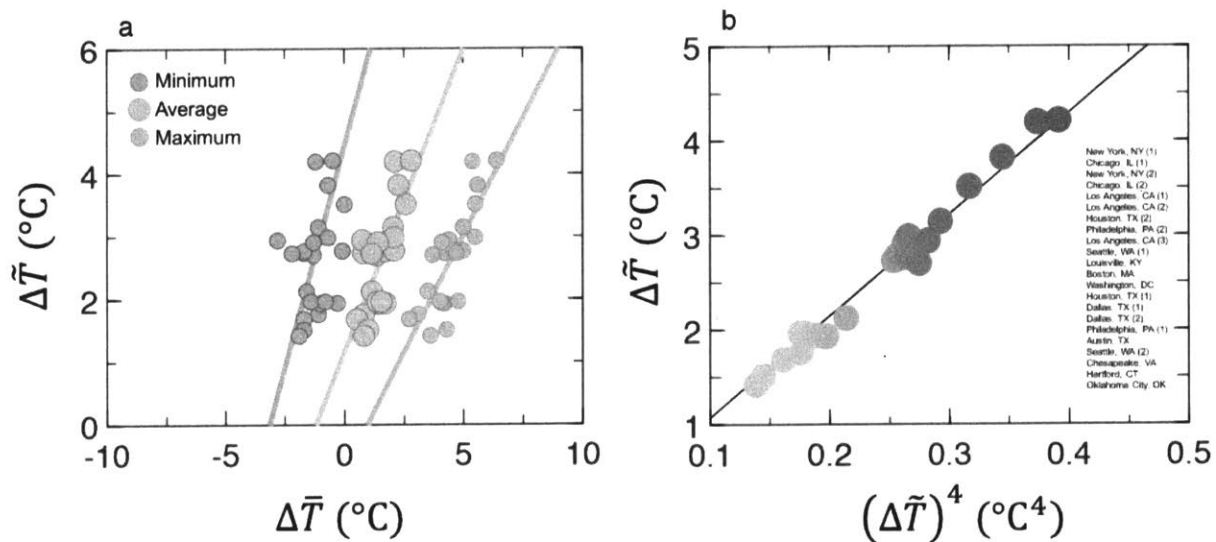 a
6
4
2
0
-10
-5
0
5
10
Minimum
Average
Maximum
ΔT̃ (°C)
ΔT̄ (°C)
b
5
4
3
2
1
0.1
0.2
0.3
0.4
0.5
ΔT̃ (°C)
(ΔT̃)⁴ (°C⁴)
New York, NY (1)
Chicago, IL (1)
New York, NY (2)
Chicago, IL (2)
Los Angeles, CA (1)
Los Angeles, CA (2)
Houston, TX (2)
Philadelphia, PA (2)
Los Angeles, CA (3)
Seattle, WA (1)
Louisville, KY
Boston, MA
Washington, DC
Houston, TX (1)
Dallas, TX (1)
Dallas, TX (2)
Philadelphia, PA (1)
Austin, TX
Seattle, WA (2)
Chesapeake, VA
Hartford, CT
Oklahoma City, OK